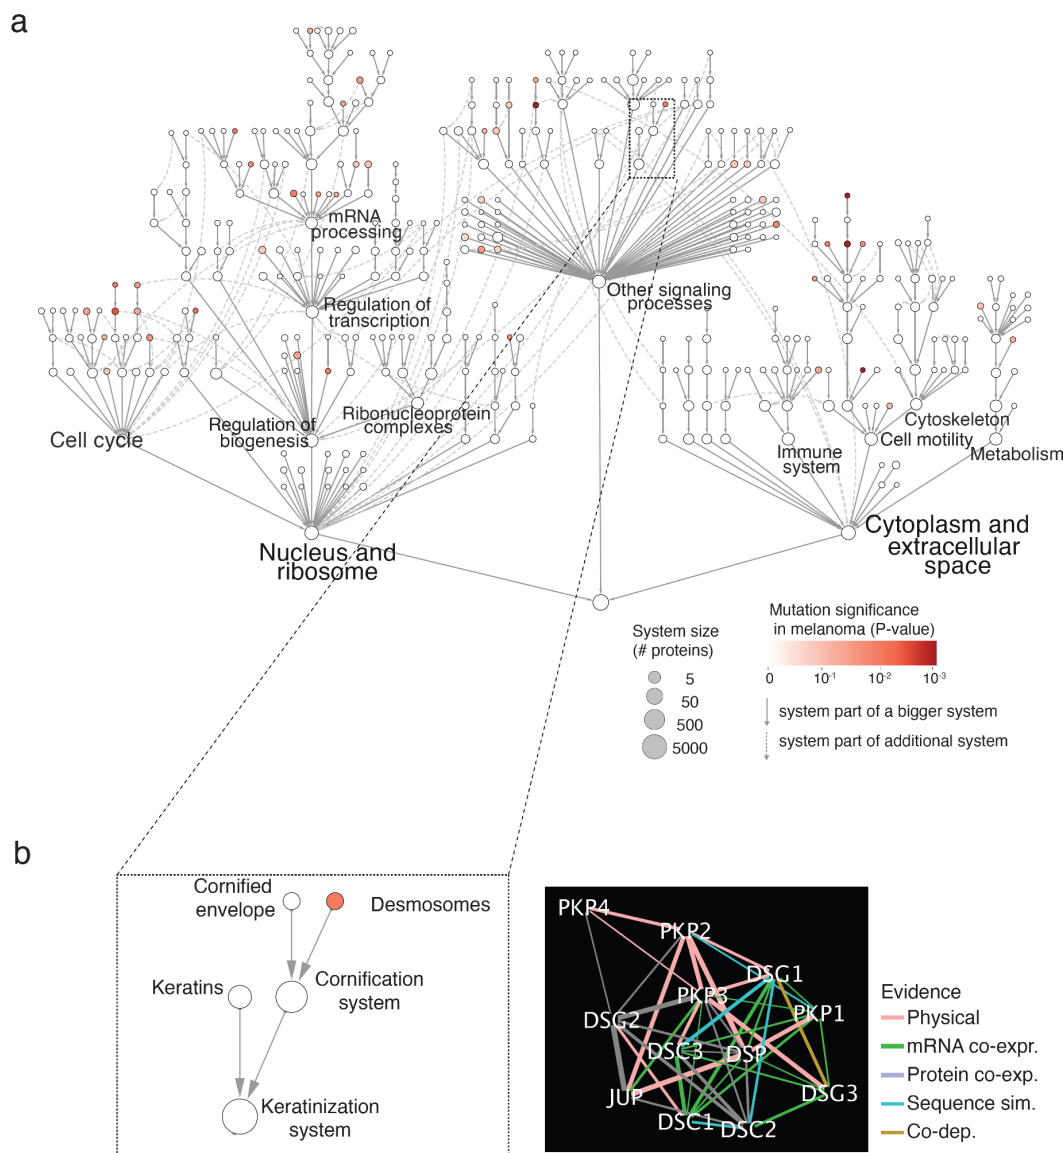 a
mRNA
processing
Regulation of
transcription
Other signaling
processes
Cell cycle
Regulation of
biogenesis
Ribonucleoprotein
complexes
Immune
system
Cytoskeleton
Cell motility
Metabolism
Nucleus and
ribosome
Cytoplasm and
extracellular
space
System size
(# proteins)
5
50
500
5000
Mutation significance
in melanoma (P-value)
0 10-1 10-2 10-3
system part of a bigger system
system part of additional system
b
Cornified
envelope
Desmosomes
Keratins
Cornification
system
Keratinization
system
PKP4
PKP2
DSG1
PKP3
PKP1
DSG2
DSC3
DSP
JUP
DSG3
DSC1
DSC2
Evidence
Physical
mRNA co-expr.
Protein co-exp.
Sequence sim.
Co-dep.